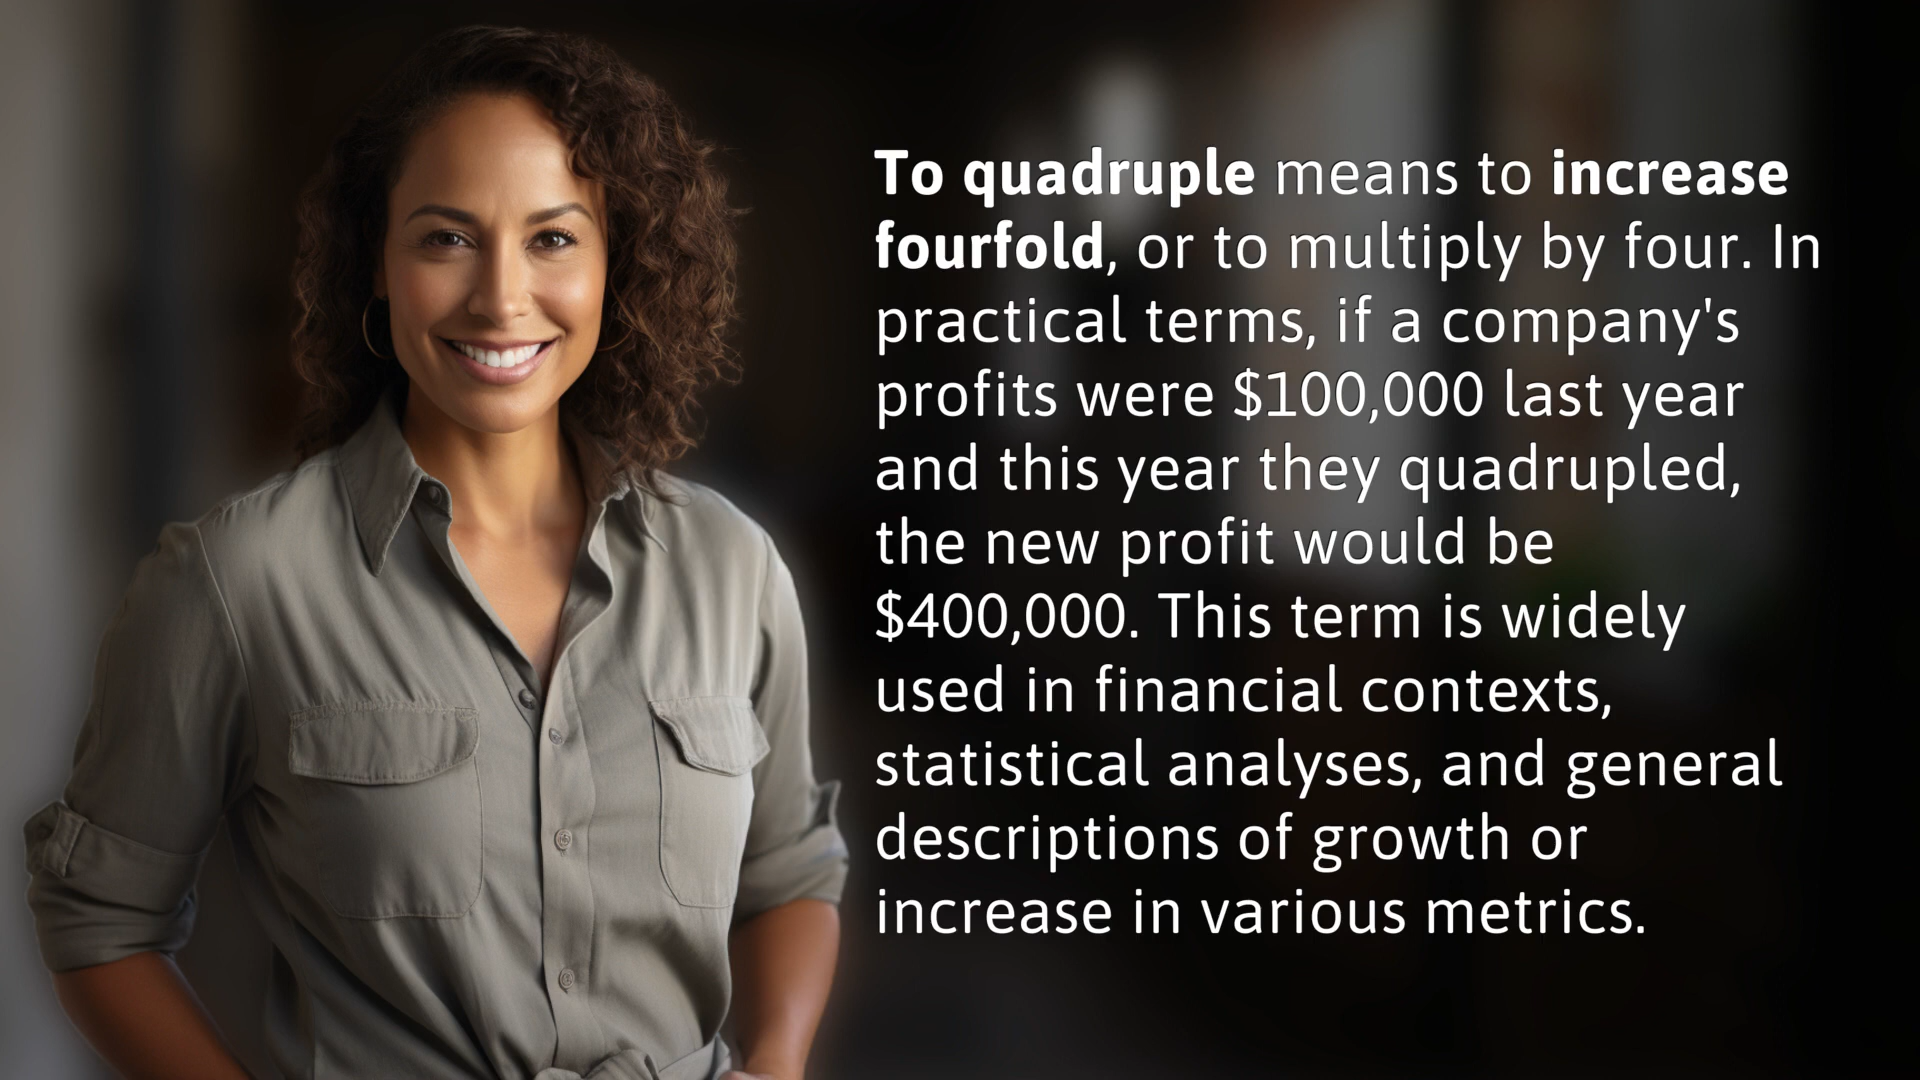 To quadruple means to increase
fourfold, or to multiply by four. In
practical terms, if a company's
profits were $100,000 last year
and this year they quadrupled,
the new profit would be
$400,000. This term is widely
used in financial contexts,
statistical analyses, and general
descriptions of growth or
increase in various metrics.